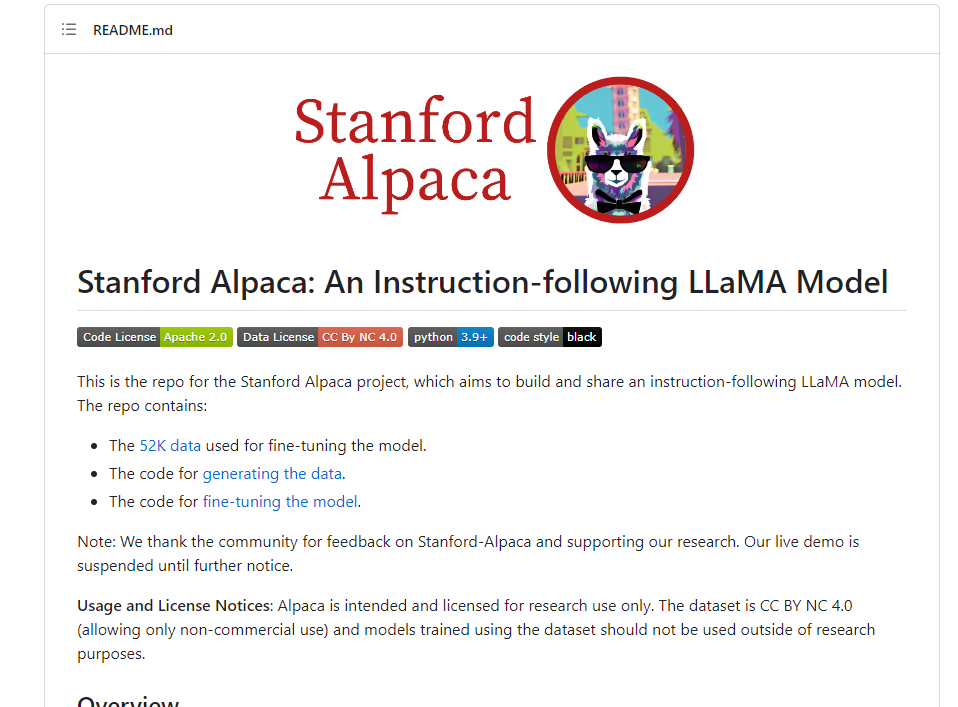 README.md
Stanford
Alpaca
Stanford Alpaca: An Instruction-following LLaMA Model
Code License Apache 2.0 Data License CC By NC 4.0 python 3.9+ code style black
This is the repo for the Stanford Alpaca project, which aims to build and share an instruction-following LLaMA model.
The repo contains:
• The 52K data used for fine-tuning the model.
• The code for generating the data.
• The code for fine-tuning the model.
Note: We thank the community for feedback on Stanford-Alpaca and supporting our research. Our live demo is
suspended until further notice.
Usage and License Notices: Alpaca is intended and licensed for research use only. The dataset is CC BY NC 4.0
(allowing only non-commercial use) and models trained using the dataset should not be used outside of research
purposes.
Overview